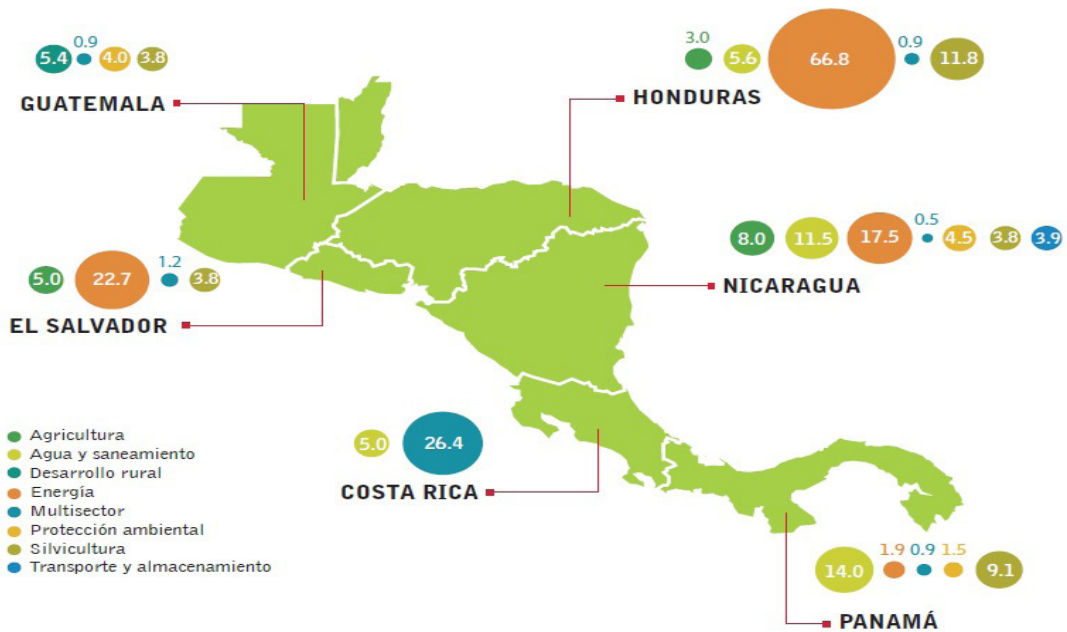 0.9
5.4 4.0 3.8
GUATEMALA
3.0 0.9
5.6 66.8 11.8
HONDURAS
0.5
8.0 11.5 17.5 4.5 3.8 3.9
NICARAGUA
1.2
5.0 22.7 3.8
EL SALVADOR
5.0 26.4
COSTA RICA
Agricultura
Agua y saneamiento
Desarrollo rural
Energía
Multisector
Protección ambiental
Silvicultura
Transporte y almacenamiento
1.9 0.9 1.5
14.0 9.1
PANAMÁ